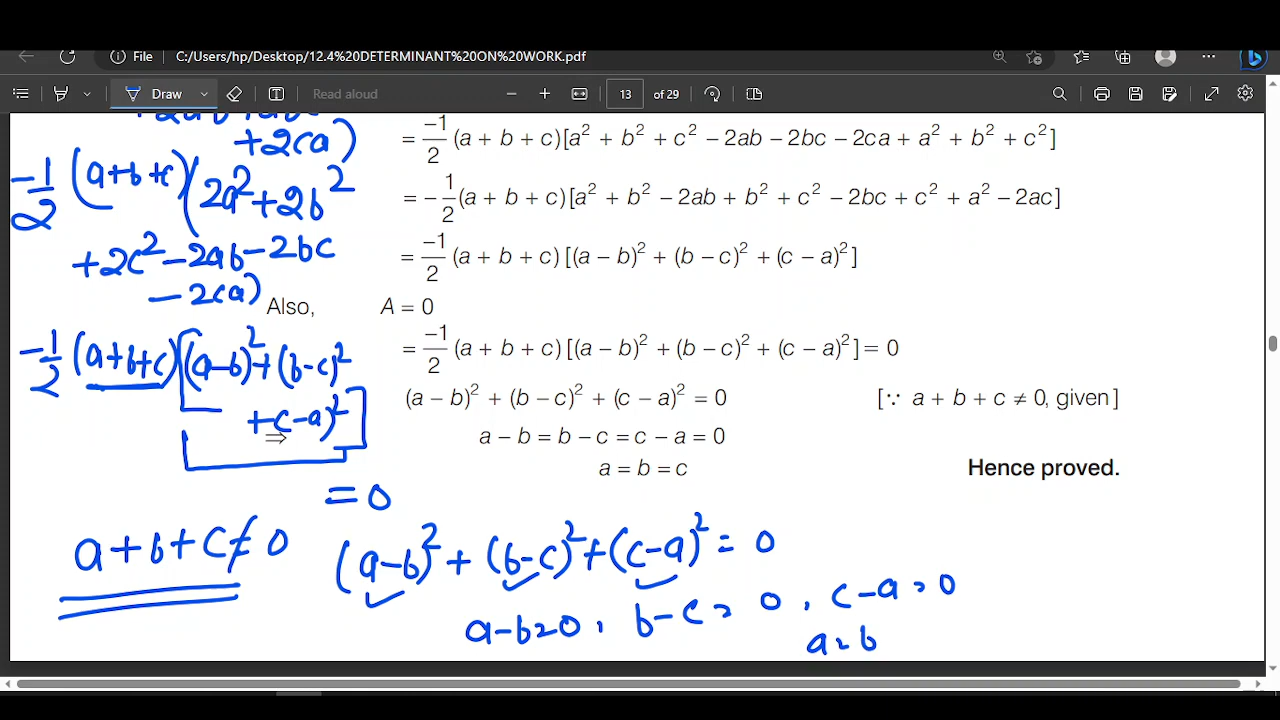 File C:/Users/hp/Desktop/12.4%20DETERMINANT%20ON%20WORK.pdf
Draw Read aloud 13 of 29
+2ca)
-1/2 (a+b+c)(2a²+2b²
+2c²-2ab-2bc
-2ca)
-1/2 (a+b+c)[(a-b)²+(b-c)²
+c-a)²]
⇒
= 0
a+b+c≠0
= -1/2 (a + b + c)[a² + b² + c² - 2ab - 2bc - 2ca + a² + b² + c²]
= -1/2 (a + b + c)[a² + b² - 2ab + b² + c² - 2bc + c² + a² - 2ac]
= -1/2 (a + b + c) [(a - b)² + (b - c)² + (c - a)²]
Also, A = 0
= -1/2 (a + b + c) [(a - b)² + (b - c)² + (c - a)²] = 0
(a - b)² + (b - c)² + (c - a)² = 0 [∵ a + b + c ≠ 0, given]
a - b = b - c = c - a = 0
a = b = c Hence proved.
(a-b)² + (b-c)² + (c-a)² = 0
a-b=0, b-c = 0, c-a = 0
a=b